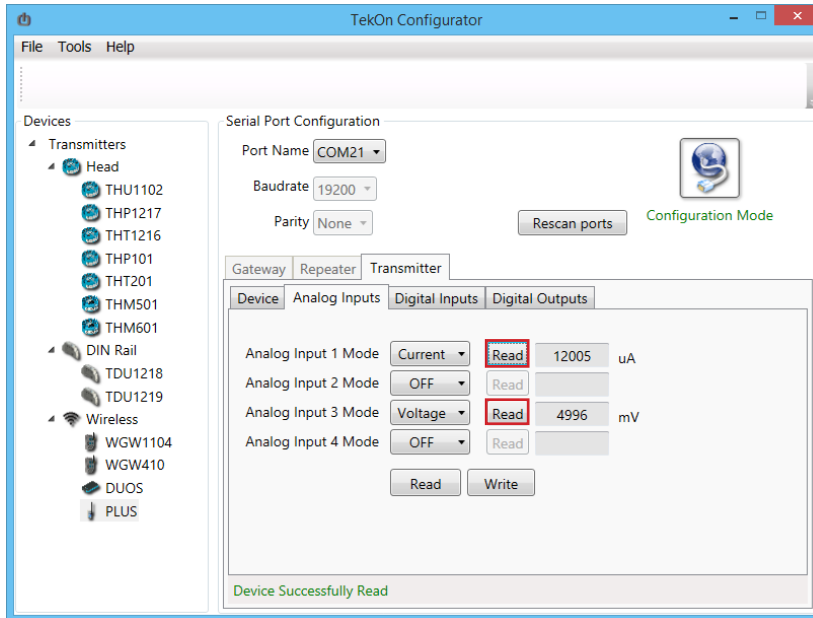 TekOn Configurator
File Tools Help
Devices
Transmitters
Head
THU1102
THP1217
THT1216
THP101
THT201
THM501
THM601
DIN Rail
TDU1218
TDU1219
Wireless
WGW1104
WGW410
DUOS
PLUS
Serial Port Configuration
Port Name COM21
Baudrate 19200
Parity None
Rescan ports
Configuration Mode
Gateway Repeater Transmitter
Device Analog Inputs Digital Inputs Digital Outputs
Analog Input 1 Mode Current Read 12005 uA
Analog Input 2 Mode OFF Read
Analog Input 3 Mode Voltage Read 4996 mV
Analog Input 4 Mode OFF Read
Read Write
Device Successfully Read